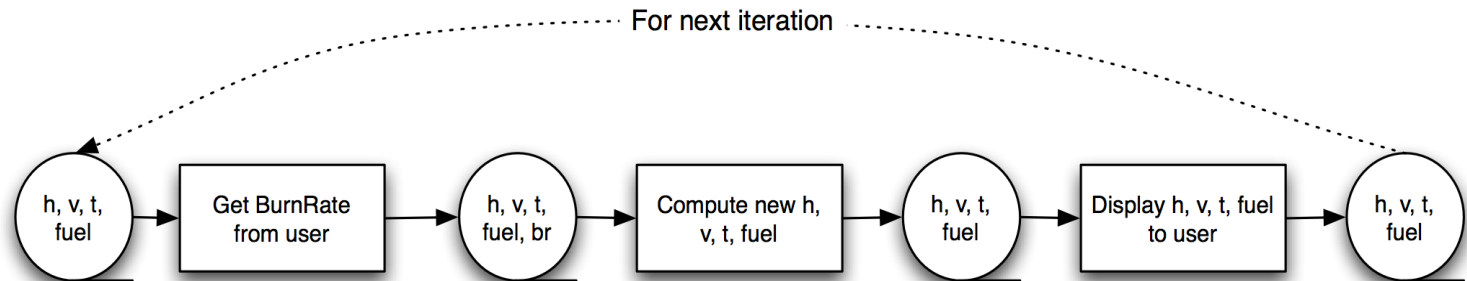 For next iteration
h, v, t,
fuel
Get BurnRate
from user
h, v, t,
fuel, br
Compute new h,
v, t, fuel
h, v, t,
fuel
Display h, v, t, fuel
to user
h, v, t,
fuel